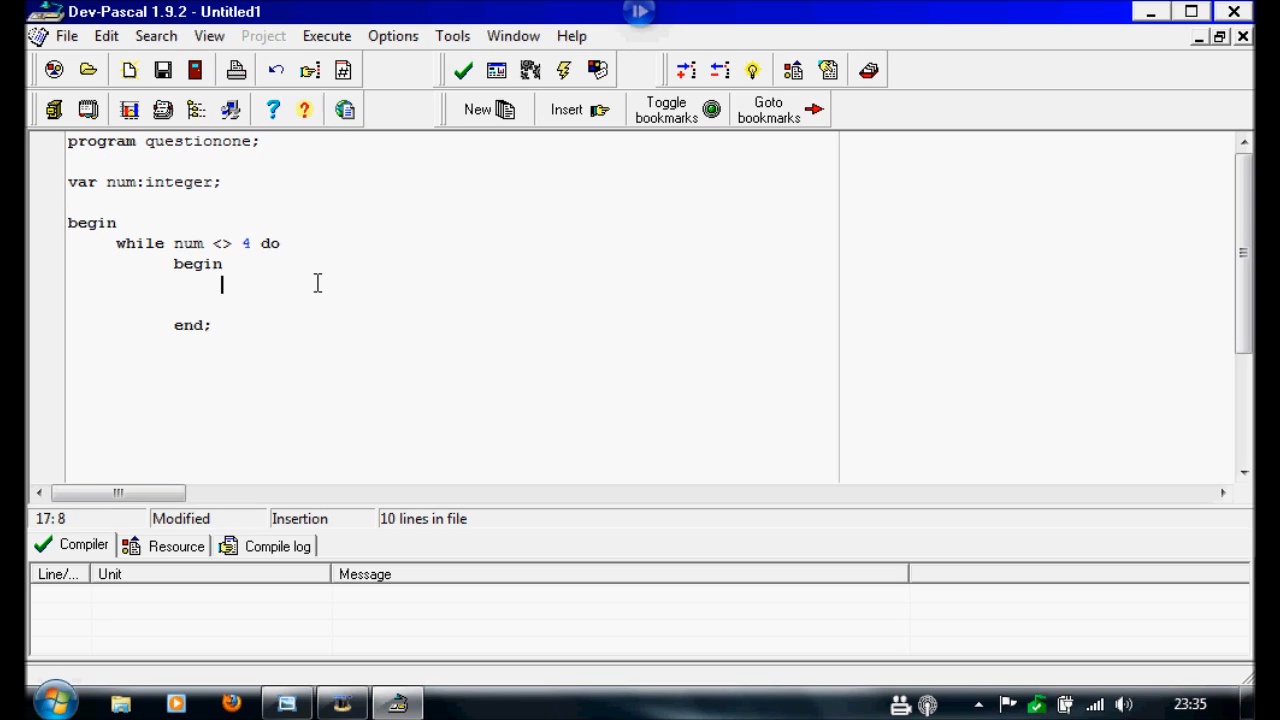 Dev-Pascal 1.9.2 - Untitled1
File Edit Search View Project Execute Options Tools Window Help
New Insert Toggle bookmarks Goto bookmarks
program questionone;
var num:integer;
begin
while num <> 4 do
begin
end;
17: 8 Modified Insertion 10 lines in file
Compiler Resource Compile log
Line/... Unit Message
23:35